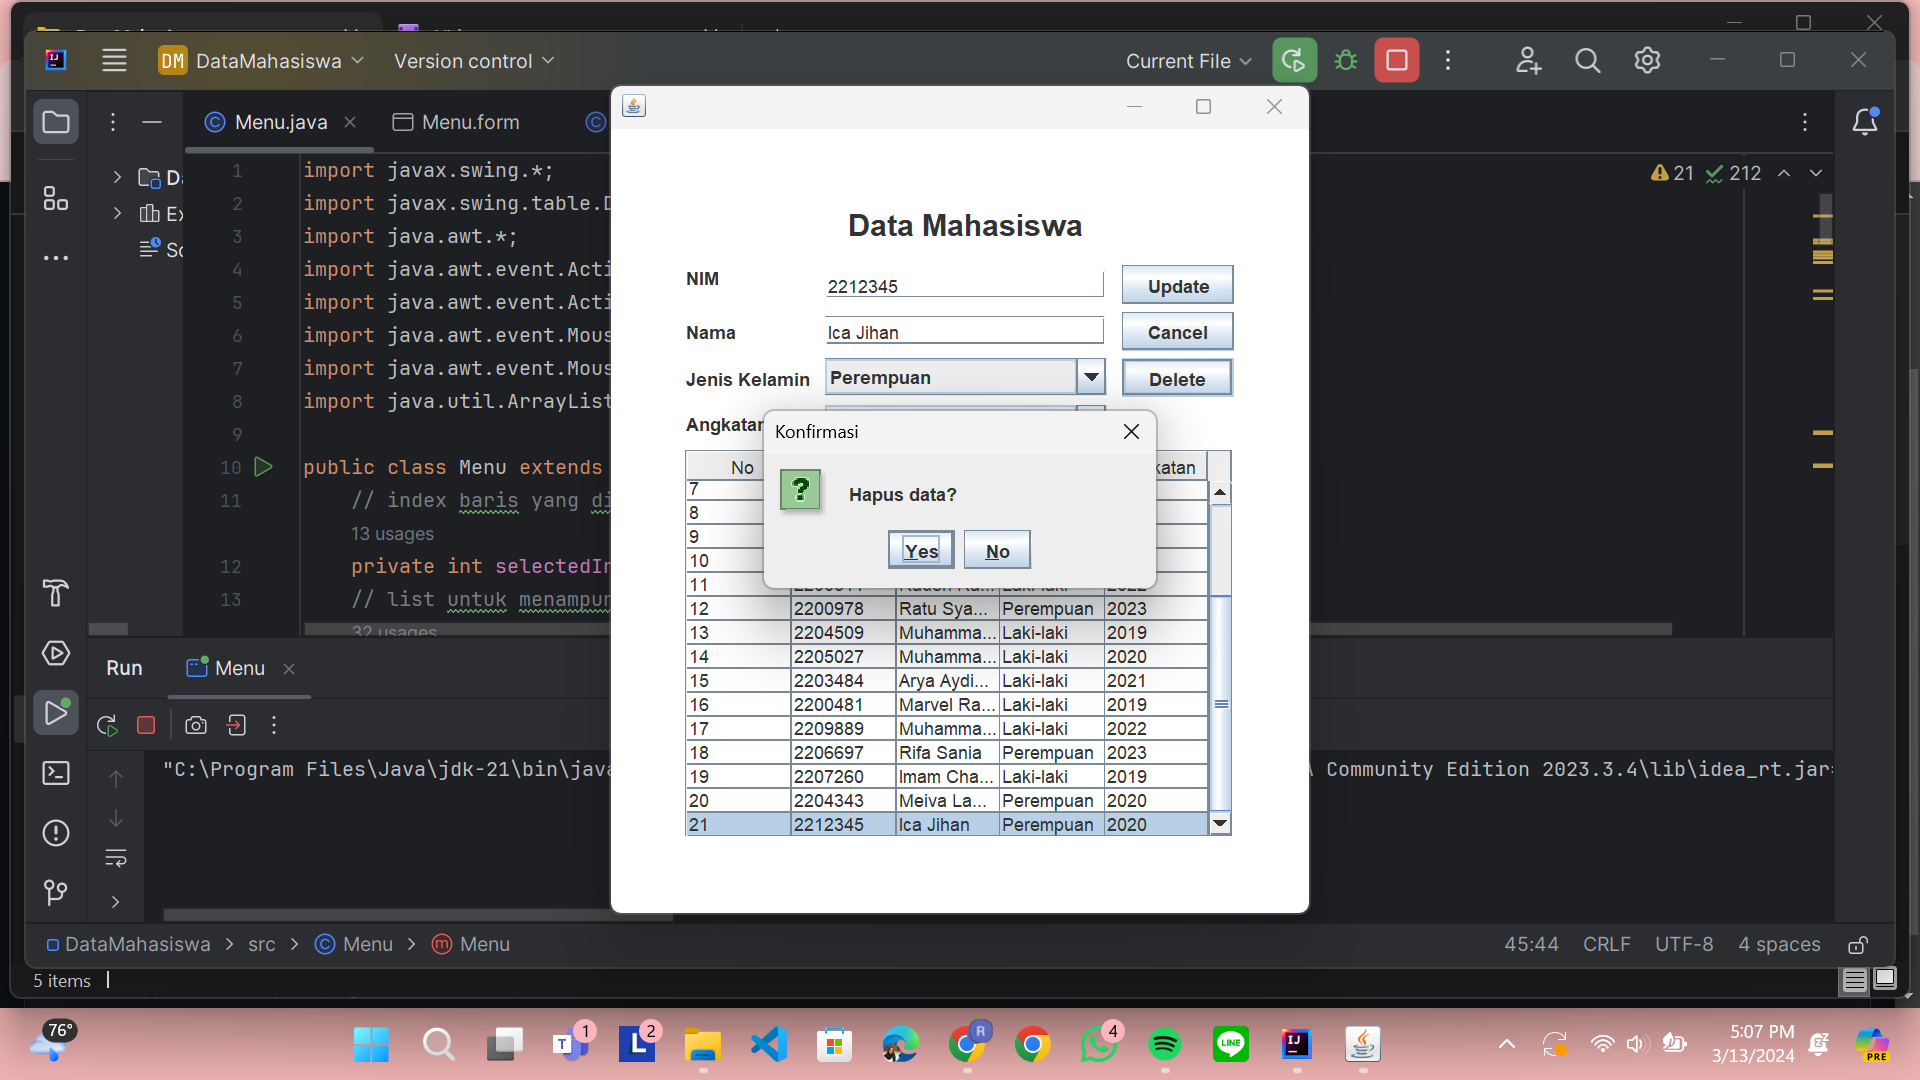 DM DataMahasiswa
Version control
Current File
Menu.java
Menu.form
21
212
1 import javax.swing.*;
2 import javax.swing.table.D
3 import java.awt.*;
4 import java.awt.event.Acti
5 import java.awt.event.Acti
6 import java.awt.event.Mous
7 import java.awt.event.Mous
8 import java.util.ArrayList
9
10 public class Menu extends
11 // index baris yang di
13 usages
12 private int selectedIn
13 // list untuk menampun
32 usages
Data Mahasiswa
NIM 2212345 Update
Nama Ica Jihan Cancel
Jenis Kelamin Perempuan Delete
Angkatan
Konfirmasi
Hapus data?
Yes No
No katan
7
8
9
10
11
12 2200978 Ratu Sya... Perempuan 2023
13 2204509 Muhamma... Laki-laki 2019
14 2205027 Muhamma... Laki-laki 2020
15 2203484 Arya Aydi... Laki-laki 2021
16 2200481 Marvel Ra... Laki-laki 2019
17 2209889 Muhamma... Laki-laki 2022
18 2206697 Rifa Sania Perempuan 2023
19 2207260 Imam Cha... Laki-laki 2019
20 2204343 Meiva La... Perempuan 2020
21 2212345 Ica Jihan Perempuan 2020
Run
Menu
"C:\Program Files\Java\jdk-21\bin\java
Community Edition 2023.3.4\lib\idea_rt.jar=
DataMahasiswa > src > Menu > Menu
45:44 CRLF UTF-8 4 spaces
5 items
76°
1
2
R
4
LINE
5:07 PM
3/13/2024
PRE